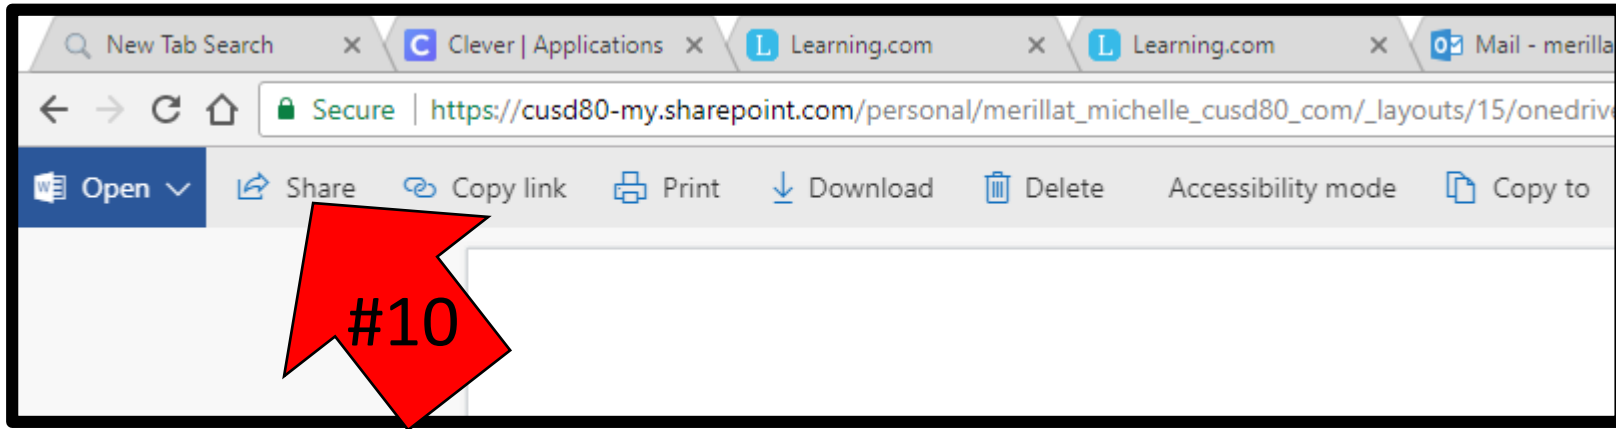 New Tab Search Clever | Applications Learning.com Learning.com Mail - merilla
Secure https://cusd80-my.sharepoint.com/personal/merillat_michelle_cusd80_com/_layouts/15/onedrive
Open Share Copy link Print Download Delete Accessibility mode Copy to
#10